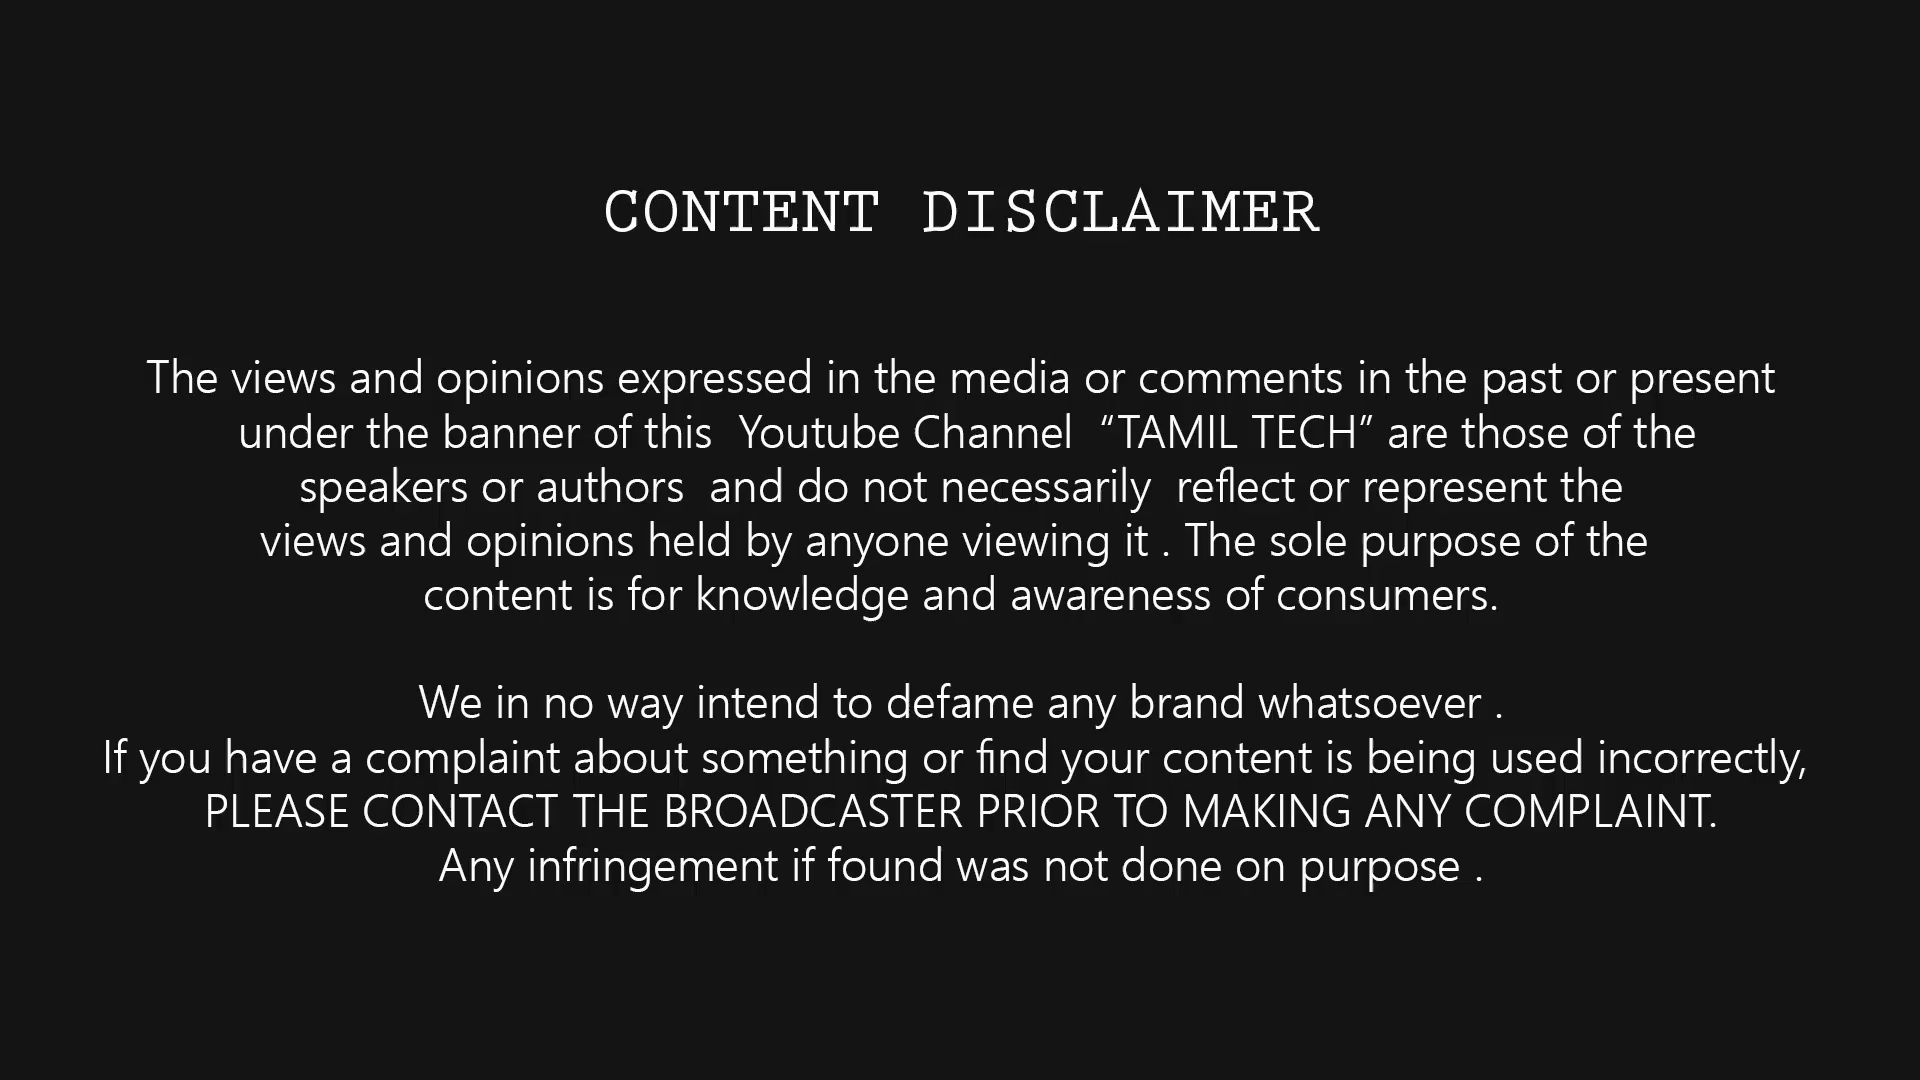 CONTENT DISCLAIMER
The views and opinions expressed in the media or comments in the past or present
under the banner of this  Youtube Channel  “TAMIL TECH” are those of the
speakers or authors  and do not necessarily  reflect or represent the
views and opinions held by anyone viewing it . The sole purpose of the
content is for knowledge and awareness of consumers.
We in no way intend to defame any brand whatsoever .
If you have a complaint about something or find your content is being used incorrectly,
PLEASE CONTACT THE BROADCASTER PRIOR TO MAKING ANY COMPLAINT.
Any infringement if found was not done on purpose .